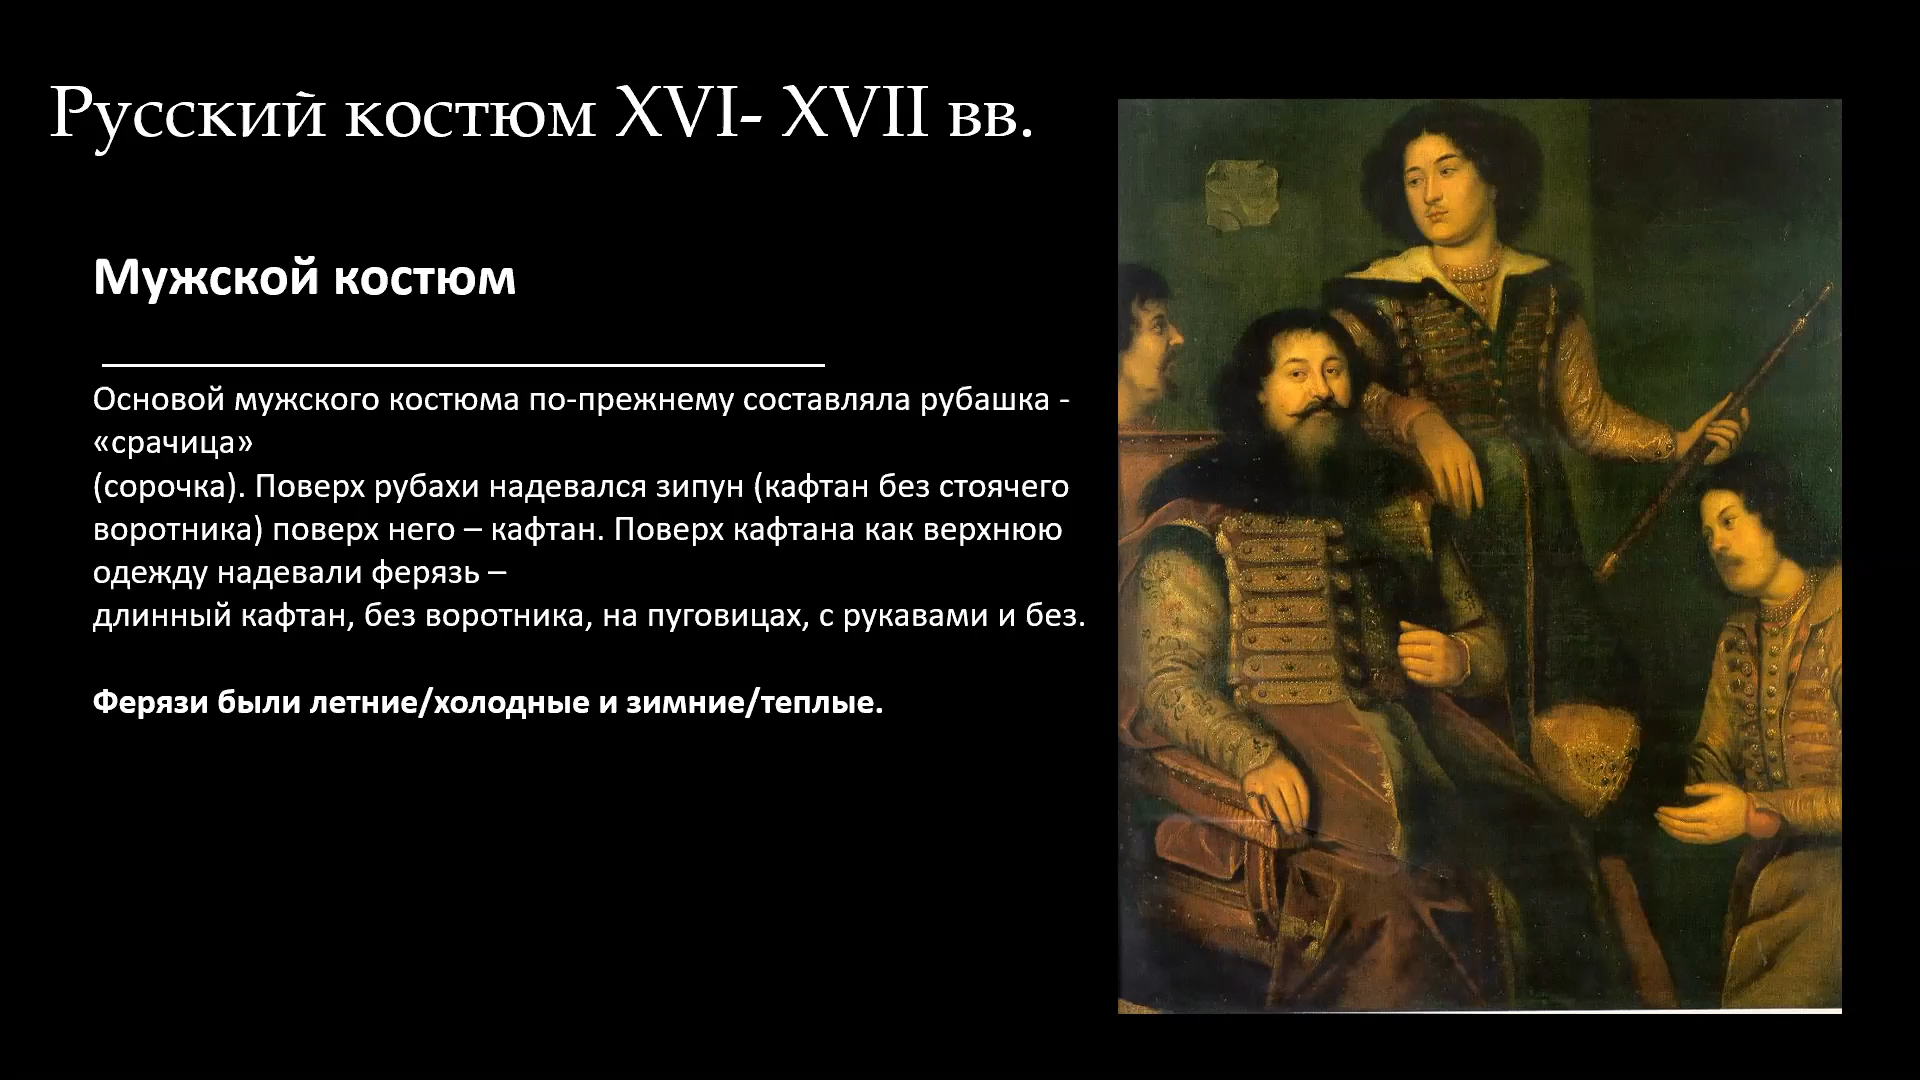 Русский костюм XVI- XVII вв.
Мужской костюм
Основой мужского костюма по-прежнему составляла рубашка -
«срачица»
(сорочка). Поверх рубахи надевался зипун (кафтан без стоячего
воротника) поверх него – кафтан. Поверх кафтана как верхнюю
одежду надевали ферязь –
длинный кафтан, без воротника, на пуговицах, с рукавами и без.
Ферязи были летние/холодные и зимние/теплые.